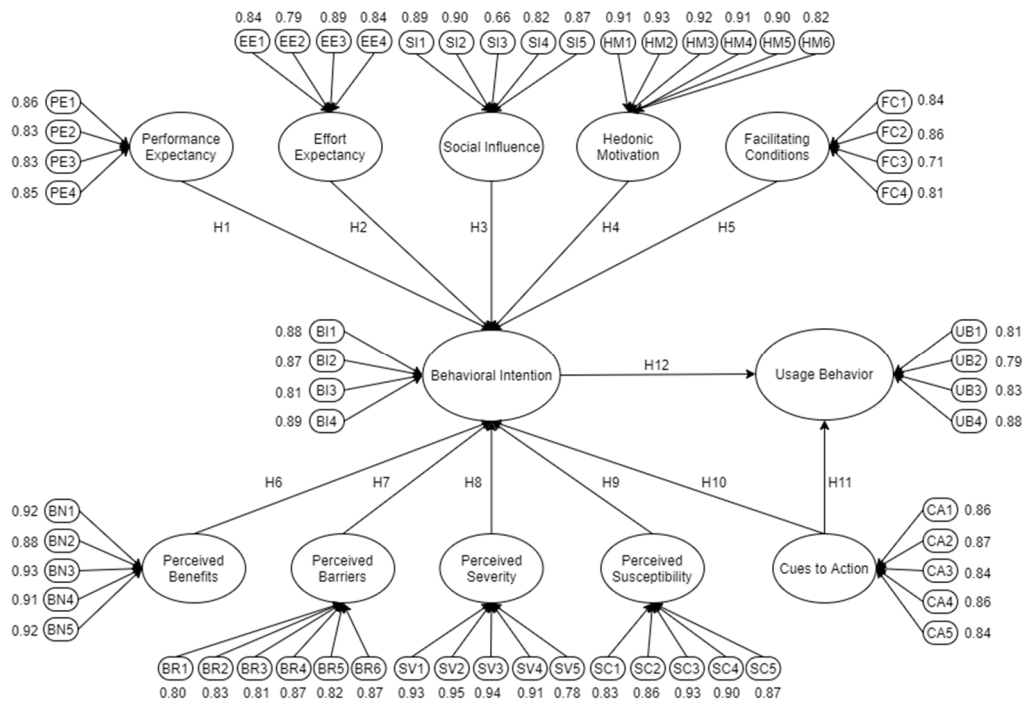 0.84 0.79 0.89 0.84 0.89 0.90 0.66 0.82 0.87 0.91 0.93 0.92 0.91 0.90 0.82
EE1 EE2 EE3 EE4 SI1 SI2 SI3 SI4 SI5 HM1 HM2 HM3 HM4 HM5 HM6
0.86 PE1
0.83 PE2
0.83 PE3
0.85 PE4
Performance
Expectancy
Effort
Expectancy
Social Influence
Hedonic
Motivation
Facilitating
Conditions
FC1 0.84
FC2 0.86
FC3 0.71
FC4 0.81
H1 H2 H3 H4 H5
0.88 BI1
0.87 BI2
0.81 BI3
0.89 BI4
Behavioral Intention
H12
Usage Behavior
UB1 0.81
UB2 0.79
UB3 0.83
UB4 0.88
H6 H7 H8 H9 H10 H11
0.92 BN1
0.88 BN2
0.93 BN3
0.91 BN4
0.92 BN5
Perceived
Benefits
Perceived
Barriers
Perceived
Severity
Perceived
Susceptibility
Cues to Action
CA1 0.86
CA2 0.87
CA3 0.84
CA4 0.86
CA5 0.84
BR1 BR2 BR3 BR4 BR5 BR6 SV1 SV2 SV3 SV4 SV5 SC1 SC2 SC3 SC4 SC5
0.80 0.83 0.81 0.87 0.82 0.87 0.93 0.95 0.94 0.91 0.78 0.83 0.86 0.93 0.90 0.87